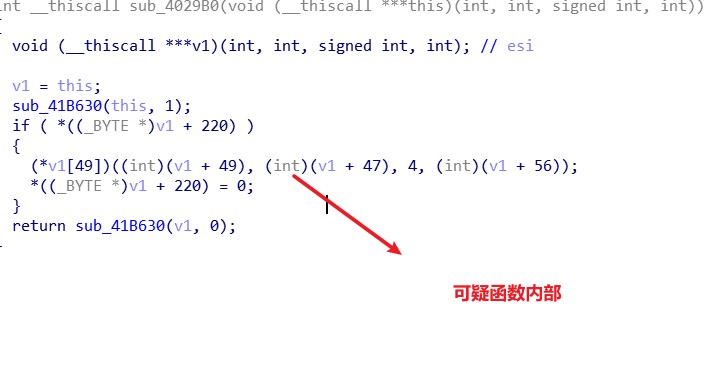 int __thiscall sub_4029B0(void (__thiscall ***this)(int, int, signed int, int))
{
void (__thiscall ***v1)(int, int, signed int, int); // esi
v1 = this;
sub_41B630(this, 1);
if ( *((_BYTE *)v1 + 220) )
{
(*v1[49])((int)(v1 + 49), (int)(v1 + 47), 4, (int)(v1 + 56));
*((_BYTE *)v1 + 220) = 0;
}
return sub_41B630(v1, 0);
可疑函数内部